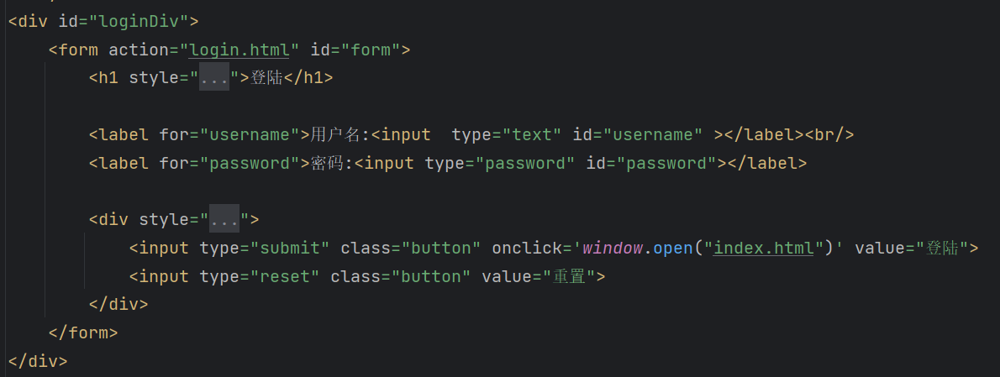 <div id="loginDiv">
<form action="login.html" id="form">
<h1 style="...">登陆</h1>
<label for="username">用户名:<input  type="text" id="username" ></label><br/>
<label for="password">密码:<input type="password" id="password"></label>
<div style="...">
<input type="submit" class="button" onclick='window.open("index.html")' value="登陆">
<input type="reset" class="button" value="重置">
</div>
</form>
</div>